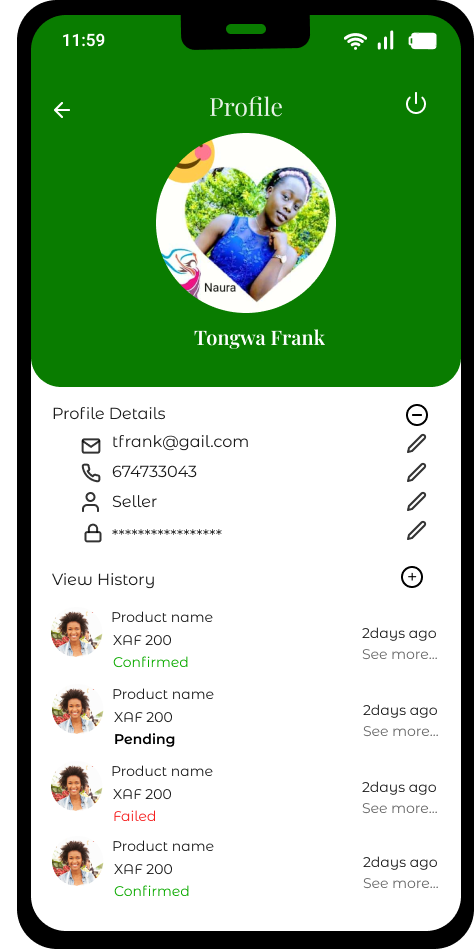 11:59
Profile
Naura
Tongwa Frank
Profile Details
tfrank@gail.com
674733043
Seller
*****************
View History
Product name
XAF 200
Confirmed
2days ago
See more...
Product name
XAF 200
Pending
2days ago
See more...
Product name
XAF 200
Failed
2days ago
See more...
Product name
XAF 200
Confirmed
2days ago
See more...